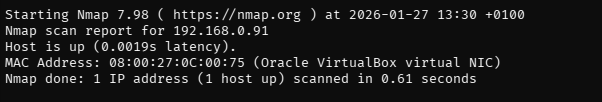 Starting Nmap 7.98 ( https://nmap.org ) at 2026-01-27 13:30 +0100
Nmap scan report for 192.168.0.91
Host is up (0.0019s latency).
MAC Address: 08:00:27:0C:00:75 (Oracle VirtualBox virtual NIC)
Nmap done: 1 IP address (1 host up) scanned in 0.61 seconds